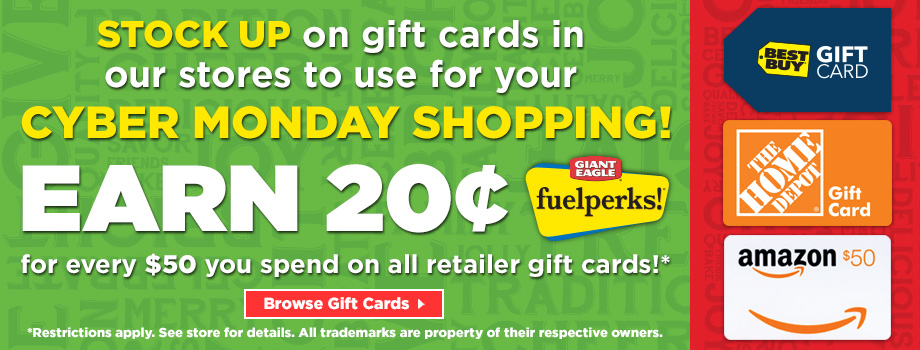 STOCK UP on gift cards in
our stores to use for your
CYBER MONDAY SHOPPING!
EARN 20¢
GIANT
EAGLE
fuelperks!
for every $50 you spend on all retailer gift cards!*
Browse Gift Cards
*Restrictions apply. See store for details. All trademarks are property of their respective owners.
BEST
BUY
GIFT
CARD
THE
HOME
DEPOT
Gift
Card
amazon $50